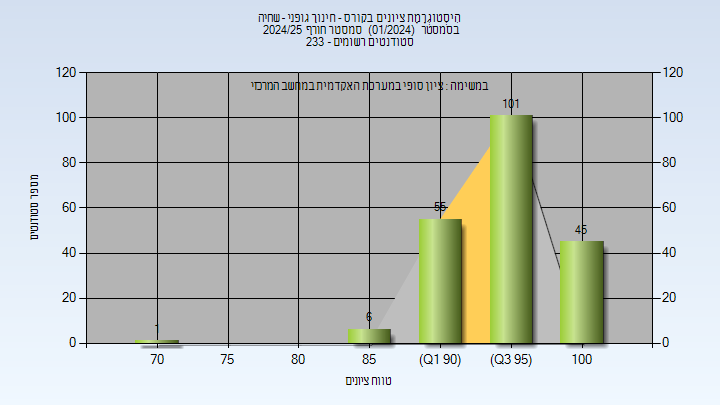 היסטוגרמת ציונים בקורס - חינוך גופני - שחיה
בסמסטר (01/2024) סמסטר חורף 2024/25
סטודנטים רשומים - 233
במשימה : ציון סופי במערכת האקדמית במחשב המרכזי
120 120
100 100
80 80
60 60
40 40
20 20
0 0
1 6 55 101 45
70 75 80 85 (Q1 90) (Q3 95) 100
מספר סטודנטים
טווח ציונים